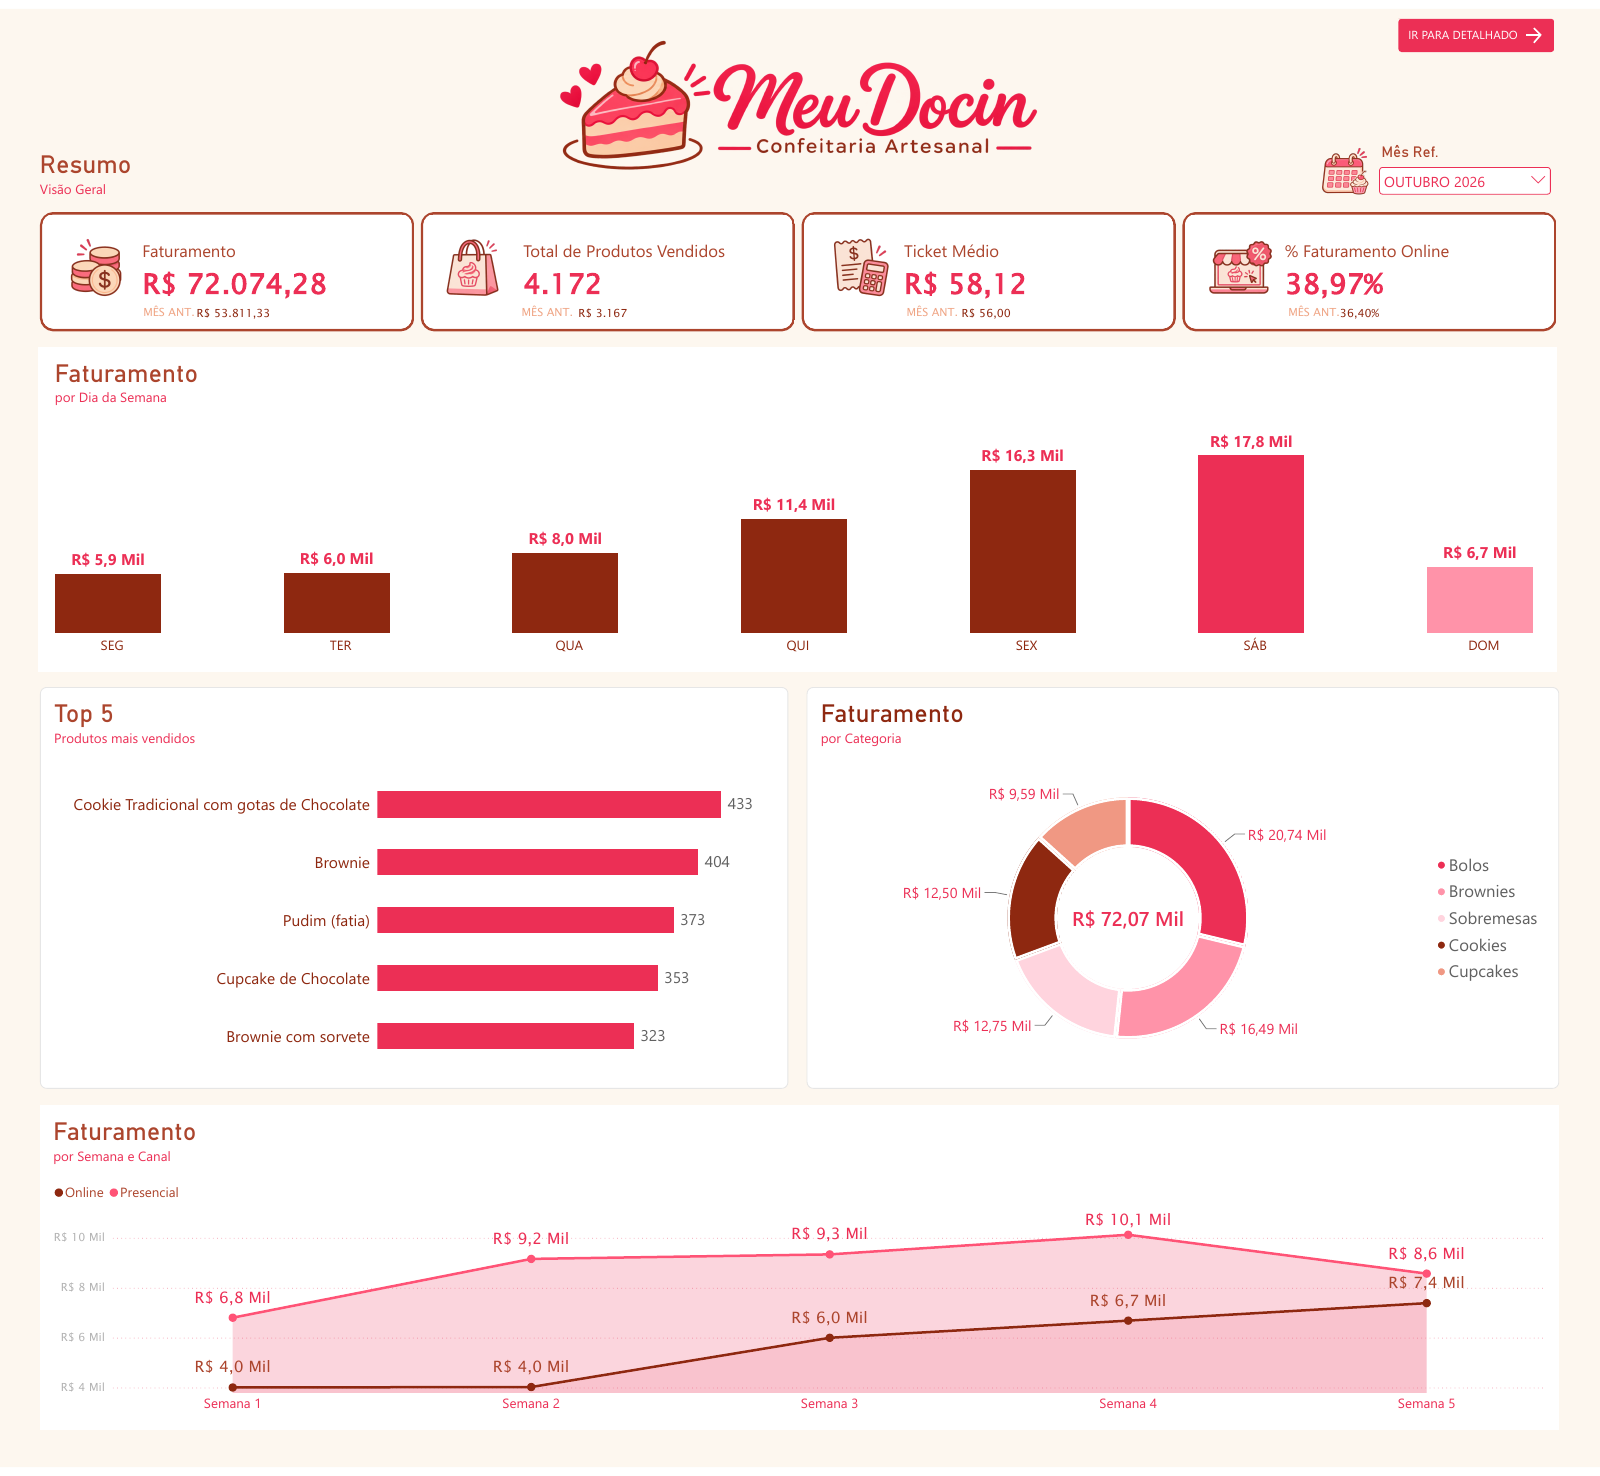 IR PARA DETALHADO
Meu Docin
Confeitaria Artesanal
Resumo
Visão Geral
Mês Ref.
OUTUBRO 2026
Faturamento
R$ 72.074,28
MÊS ANT. R$ 53.811,33
Total de Produtos Vendidos
4.172
MÊS ANT. R$ 3.167
Ticket Médio
R$ 58,12
MÊS ANT. R$ 56,00
% Faturamento Online
38,97%
MÊS ANT. 36,40%
Faturamento
por Dia da Semana
R$ 5,9 Mil
R$ 6,0 Mil
R$ 8,0 Mil
R$ 11,4 Mil
R$ 16,3 Mil
R$ 17,8 Mil
R$ 6,7 Mil
SEG
TER
QUA
QUI
SEX
SÁB
DOM
Top 5
Produtos mais vendidos
Cookie Tradicional com gotas de Chocolate 433
Brownie 404
Pudim (fatia) 373
Cupcake de Chocolate 353
Brownie com sorvete 323
Faturamento
por Categoria
R$ 9,59 Mil
R$ 20,74 Mil
R$ 12,50 Mil
R$ 72,07 Mil
R$ 12,75 Mil
R$ 16,49 Mil
Bolos
Brownies
Sobremesas
Cookies
Cupcakes
Faturamento
por Semana e Canal
Online Presencial
R$ 10 Mil
R$ 8 Mil
R$ 6 Mil
R$ 4 Mil
R$ 6,8 Mil
R$ 9,2 Mil
R$ 9,3 Mil
R$ 10,1 Mil
R$ 8,6 Mil
R$ 4,0 Mil
R$ 4,0 Mil
R$ 6,0 Mil
R$ 6,7 Mil
R$ 7,4 Mil
Semana 1
Semana 2
Semana 3
Semana 4
Semana 5